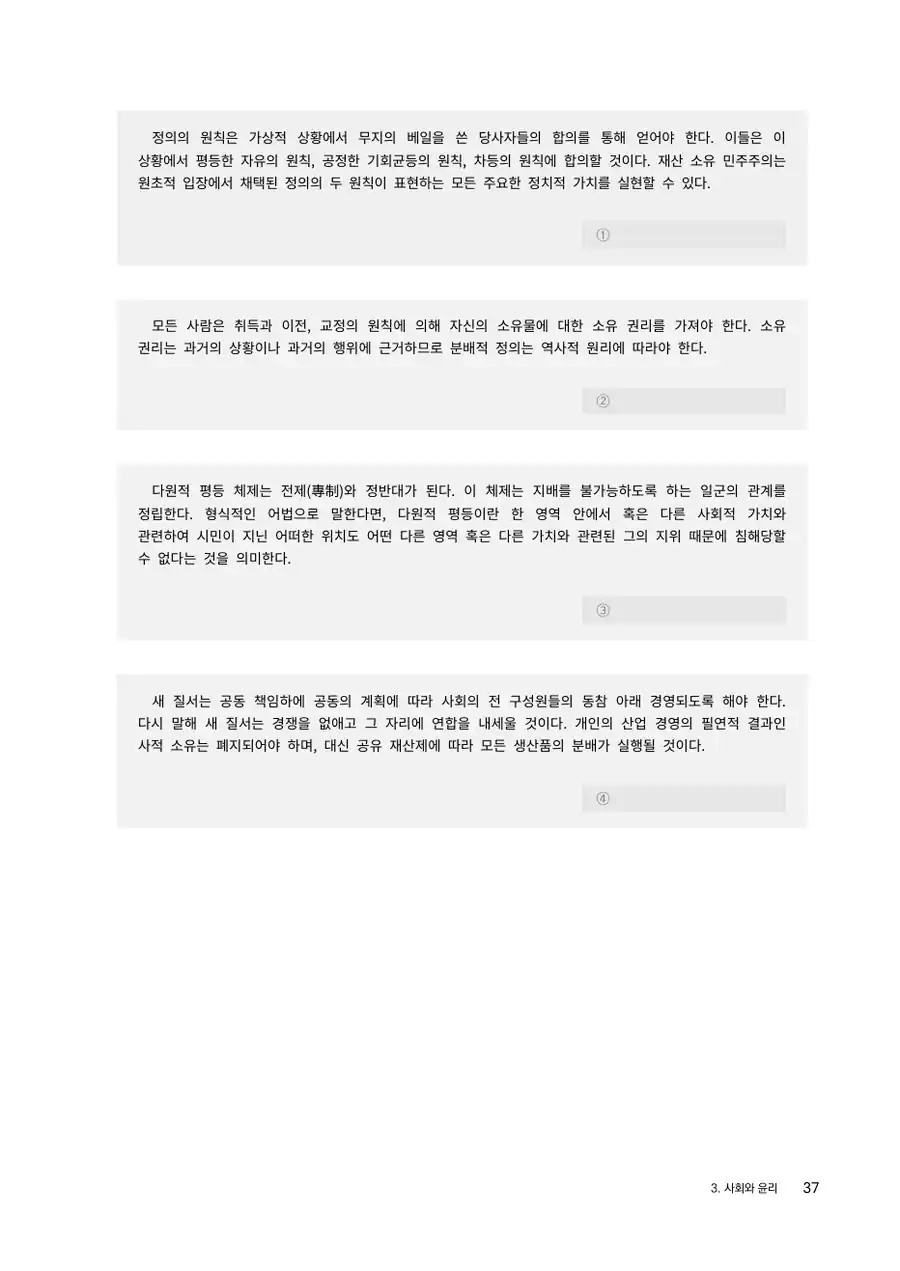 정의의 원칙은 가상적 상황에서 무지의 베일을 쓴 당사자들의 합의를 통해 얻어야 한다. 이들은 이
상황에서 평등한 자유의 원칙, 공정한 기회균등의 원칙, 차등의 원칙에 합의할 것이다. 재산 소유 민주주의는
원초적 입장에서 채택된 정의의 두 원칙이 표현하는 모든 주요한 정치적 가치를 실현할 수 있다.
①
모든 사람은 취득과 이전, 교정의 원칙에 의해 자신의 소유물에 대한 소유 권리를 가져야 한다. 소유
권리는 과거의 상황이나 과거의 행위에 근거하므로 분배적 정의는 역사적 원리에 따라야 한다.
②
다원적 평등 체제는 전제(專制)와 정반대가 된다. 이 체제는 지배를 불가능하도록 하는 일군의 관계를
정립한다. 형식적인 어법으로 말한다면, 다원적 평등이란 한 영역 안에서 혹은 다른 사회적 가치와
관련하여 시민이 지닌 어떠한 위치도 어떤 다른 영역 혹은 다른 가치와 관련된 그의 지위 때문에 침해당할
수 없다는 것을 의미한다.
③
새 질서는 공동 책임하에 공동의 계획에 따라 사회의 전 구성원들의 동참 아래 경영되도록 해야 한다.
다시 말해 새 질서는 경쟁을 없애고 그 자리에 연합을 내세울 것이다. 개인의 산업 경영의 필연적 결과인
사적 소유는 폐지되어야 하며, 대신 공유 재산제에 따라 모든 생산품의 분배가 실행될 것이다.
④
3. 사회와 윤리 37